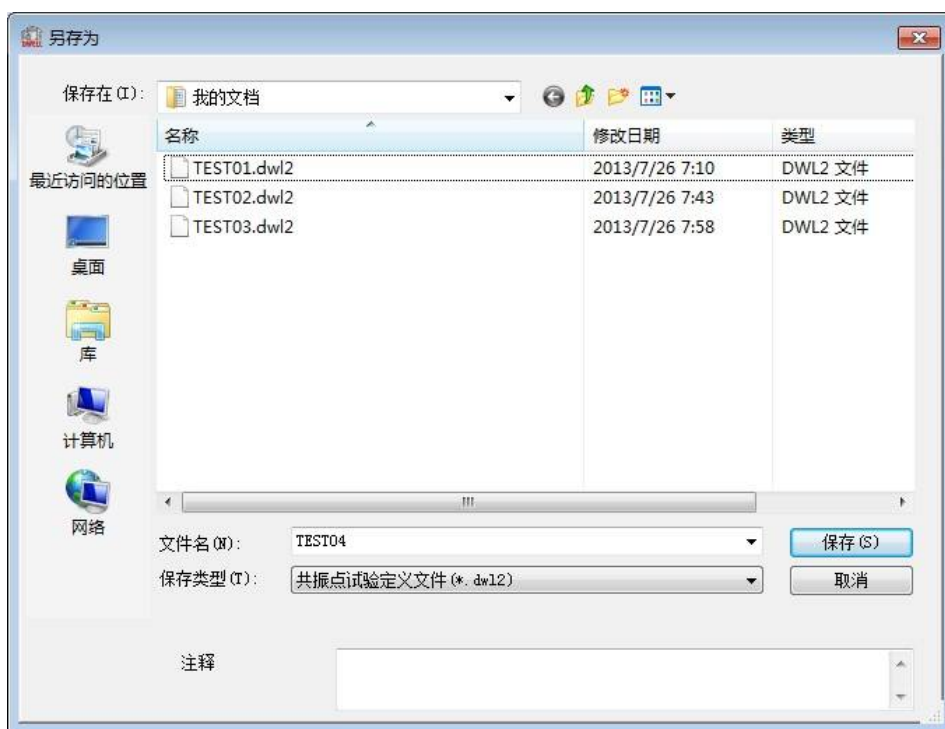 另存为
保存在(I):
我的文档
名称
修改日期
类型
TEST01.dwl2
2013/7/26 7:10
DWL2 文件
TEST02.dwl2
2013/7/26 7:43
DWL2 文件
TEST03.dwl2
2013/7/26 7:58
DWL2 文件
最近访问的位置
桌面
库
计算机
网络
文件名(N):
TEST04
保存(S)
保存类型(T):
共振点试验定义文件(*.dwl2)
取消
注释